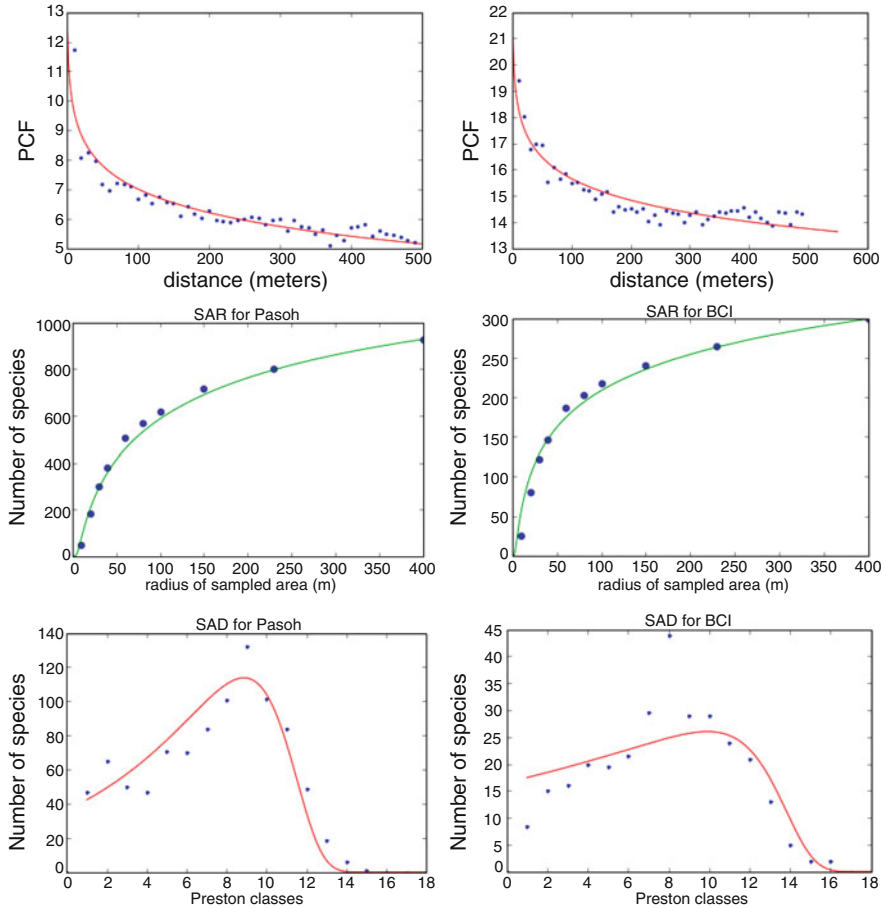 13
12
11
10
9
8
7
6
5
PCF
0 100 200 300 400 500
distance (meters)
22
21
20
19
18
17
16
15
14
13
PCF
0 100 200 300 400 500 600
distance (meters)
SAR for Pasoh
1000
800
600
400
200
0
Number of species
0 50 100 150 200 250 300 350 400
radius of sampled area (m)
SAR for BCI
300
250
200
150
100
50
0
Number of species
0 50 100 150 200 250 300 350 400
radius of sampled area (m)
SAD for Pasoh
140
120
100
80
60
40
20
0
Number of species
0 2 4 6 8 10 12 14 16 18
Preston classes
SAD for BCI
45
40
35
30
25
20
15
10
5
0
Number of species
0 2 4 6 8 10 12 14 16 18
Preston classes